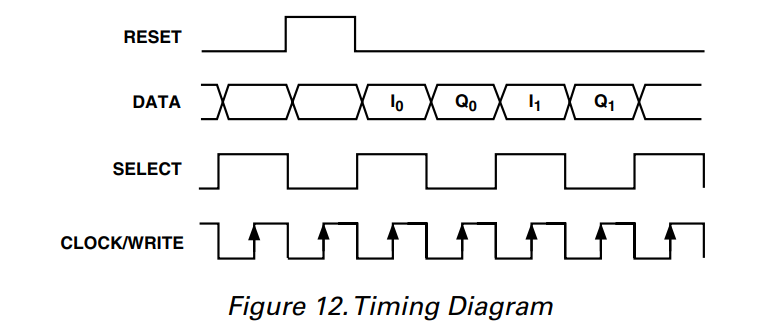 RESET
DATA I₀ Q₀ I₁ Q₁
SELECT
CLOCK/WRITE
Figure 12. Timing Diagram